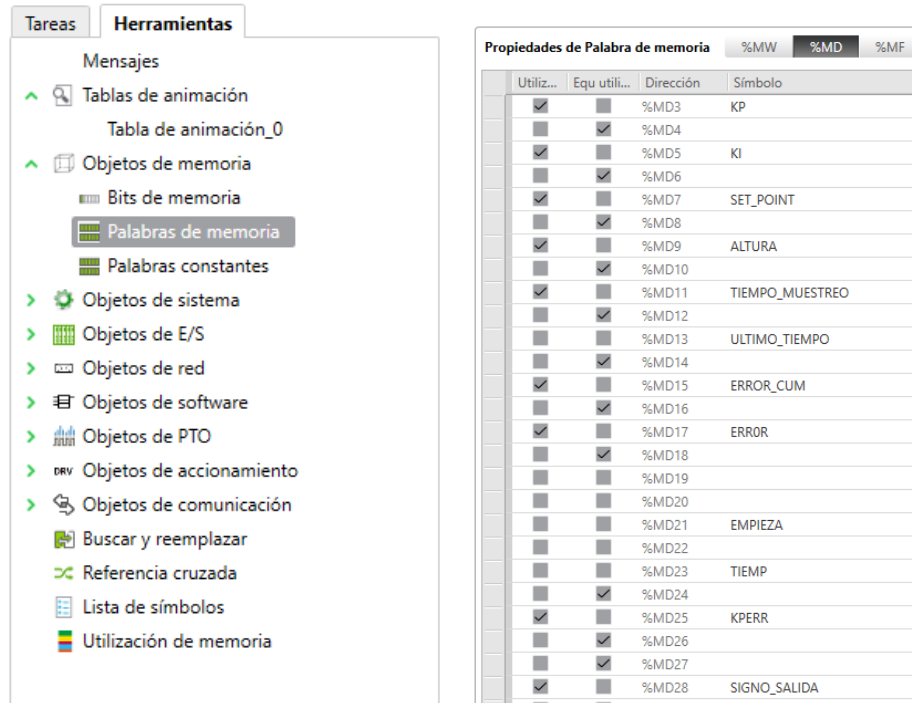 Tareas Herramientas
Mensajes
Tablas de animación
Tabla de animación_0
Objetos de memoria
Bits de memoria
Palabras de memoria
Palabras constantes
Objetos de sistema
Objetos de E/S
Objetos de red
Objetos de software
Objetos de PTO
DRV Objetos de accionamiento
Objetos de comunicación
Buscar y reemplazar
Referencia cruzada
Lista de símbolos
Utilización de memoria
Propiedades de Palabra de memoria %MW %MD %MF
Utiliz... Equ utili... Dirección Símbolo
%MD3 KP
%MD4
%MD5 KI
%MD6
%MD7 SET_POINT
%MD8
%MD9 ALTURA
%MD10
%MD11 TIEMPO_MUESTREO
%MD12
%MD13 ULTIMO_TIEMPO
%MD14
%MD15 ERROR_CUM
%MD16
%MD17 ERR0R
%MD18
%MD19
%MD20
%MD21 EMPIEZA
%MD22
%MD23 TIEMP
%MD24
%MD25 KPERR
%MD26
%MD27
%MD28 SIGNO_SALIDA